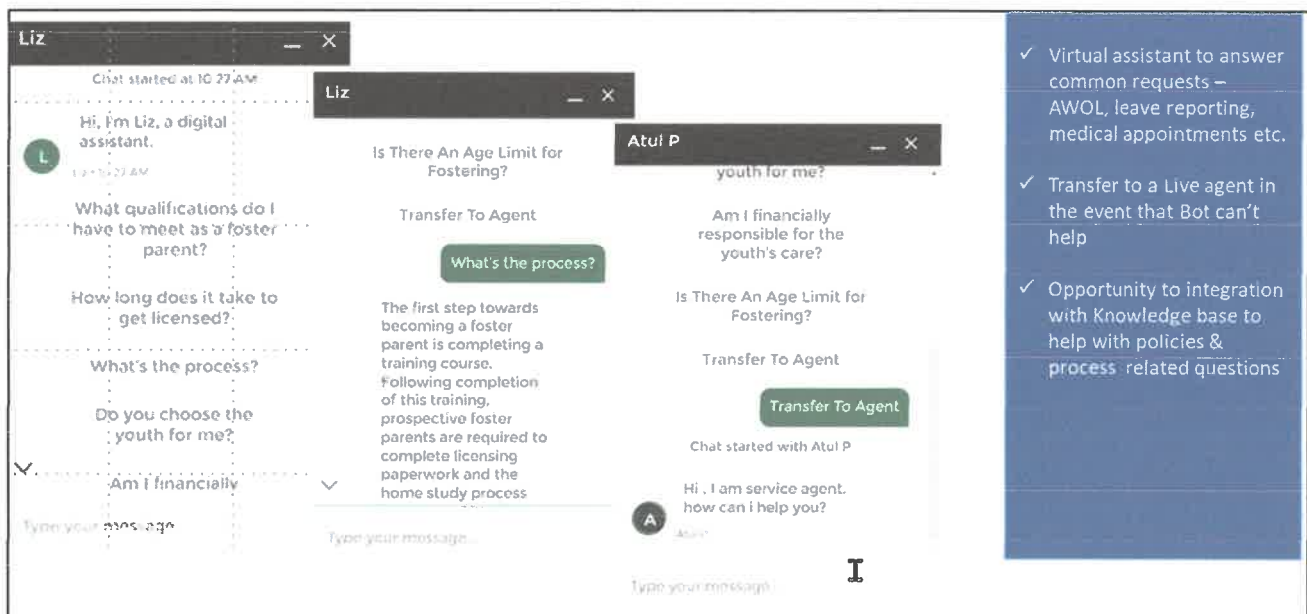 Liz
Chat started at 10:27 AM
Hi, I'm Liz, a digital
assistant.
What qualifications do I
have to meet as a foster
parent?
How long does it take to
get licensed?
What's the process?
Do you choose the
youth for me?
Am I financially
Type your message
Liz
Is There An Age Limit for
Fostering?
Transfer To Agent
What's the process?
The first step towards
becoming a foster
parent is completing a
training course.
Following completion
of this training,
prospective foster
parents are required to
complete licensing
paperwork and the
home study process
Type your message...
Atul P
youth for me?
Am I financially
responsible for the
youth's care?
Is There An Age Limit for
Fostering?
Transfer To Agent
Transfer To Agent
Chat started with Atul P
Hi , I am service agent.
how can i help you?
A
Type your message
✓ Virtual assistant to answer
common requests –
AWOL, leave reporting,
medical appointments etc.
✓ Transfer to a Live agent in
the event that Bot can't
help
✓ Opportunity to integration
with Knowledge base to
help with policies &
process related questions